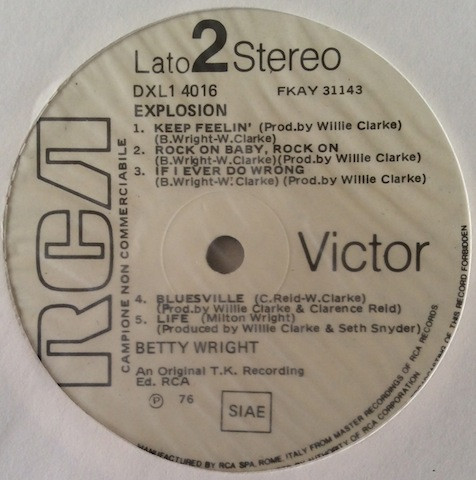 Lato 2 Stereo
DXL1 4016 FKAY 31143
EXPLOSION
1. KEEP FEELIN' (Prod.by Willie Clarke)
(B.Wright-W.Clarke)
2. ROCK ON BABY, ROCK ON
(B.Wright-W.Clarke)(Prod.by Willie Clarke)
3. IF I EVER DO WRONG
(B.Wright-W.Clarke)(Prod.by Willie Clarke)
RCA
CAMPIONE NON COMMERCIABILE
Victor
4. BLUESVILLE (C.Reid-W.Clarke)
(Prod.by Willie Clarke & Clarence Reid)
5. LIFE (Milton Wright)
(Produced by Willie Clarke & Seth Snyder)
BETTY WRIGHT
An Original T.K. Recording
Ed. RCA
P 76
SIAE
MANUFACTURED BY RCA SPA, ROME, ITALY FROM MASTER RECORDINGS OF RCA RECORDS
OF RCA CORPORATION
OF THIS RECORD FORBIDDEN